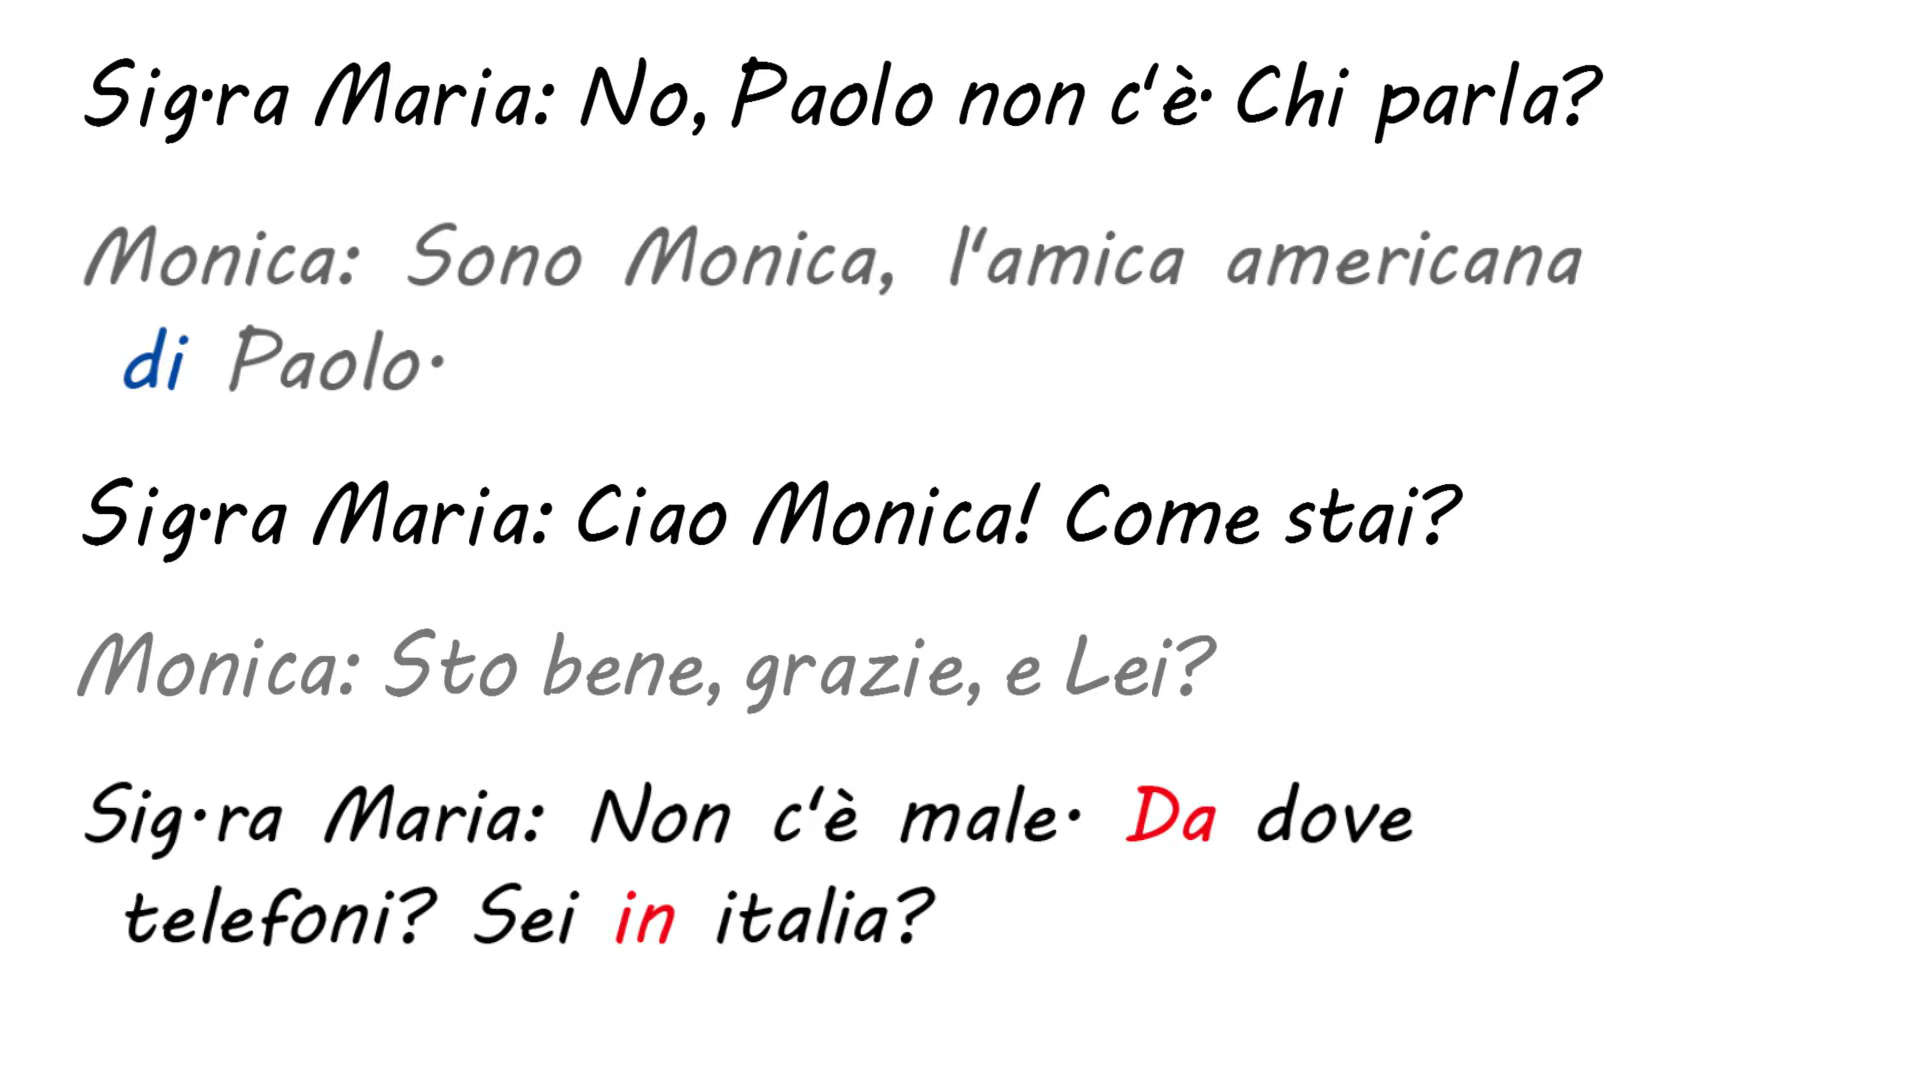 Sig.ra Maria: No, Paolo non c'è. Chi parla?
Monica: Sono Monica, l'amica americana
di Paolo.
Sig.ra Maria: Ciao Monica! Come stai?
Monica: Sto bene, grazie, e Lei?
Sig.ra Maria: Non c'è male. Da dove
telefoni? Sei in italia?